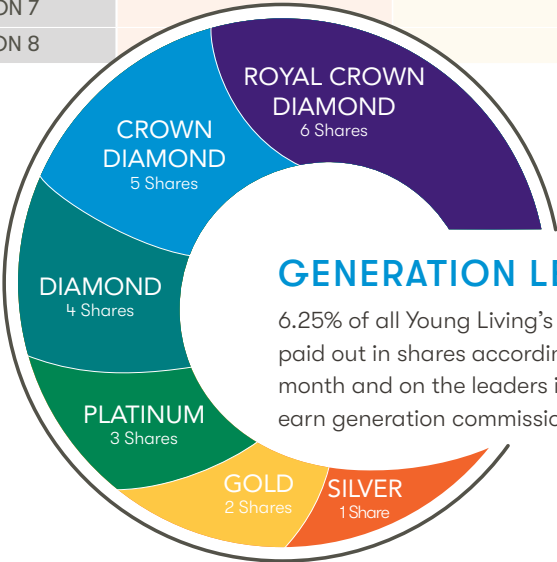 ON 7
ON 8
ROYAL CROWN
DIAMOND
6 Shares
CROWN
DIAMOND
5 Shares
DIAMOND
4 Shares
PLATINUM
3 Shares
GOLD
2 Shares
SILVER
1 Share
GENERATION
6.25% of all Young Living's
paid out in shares
month and on the leaders
earn generation